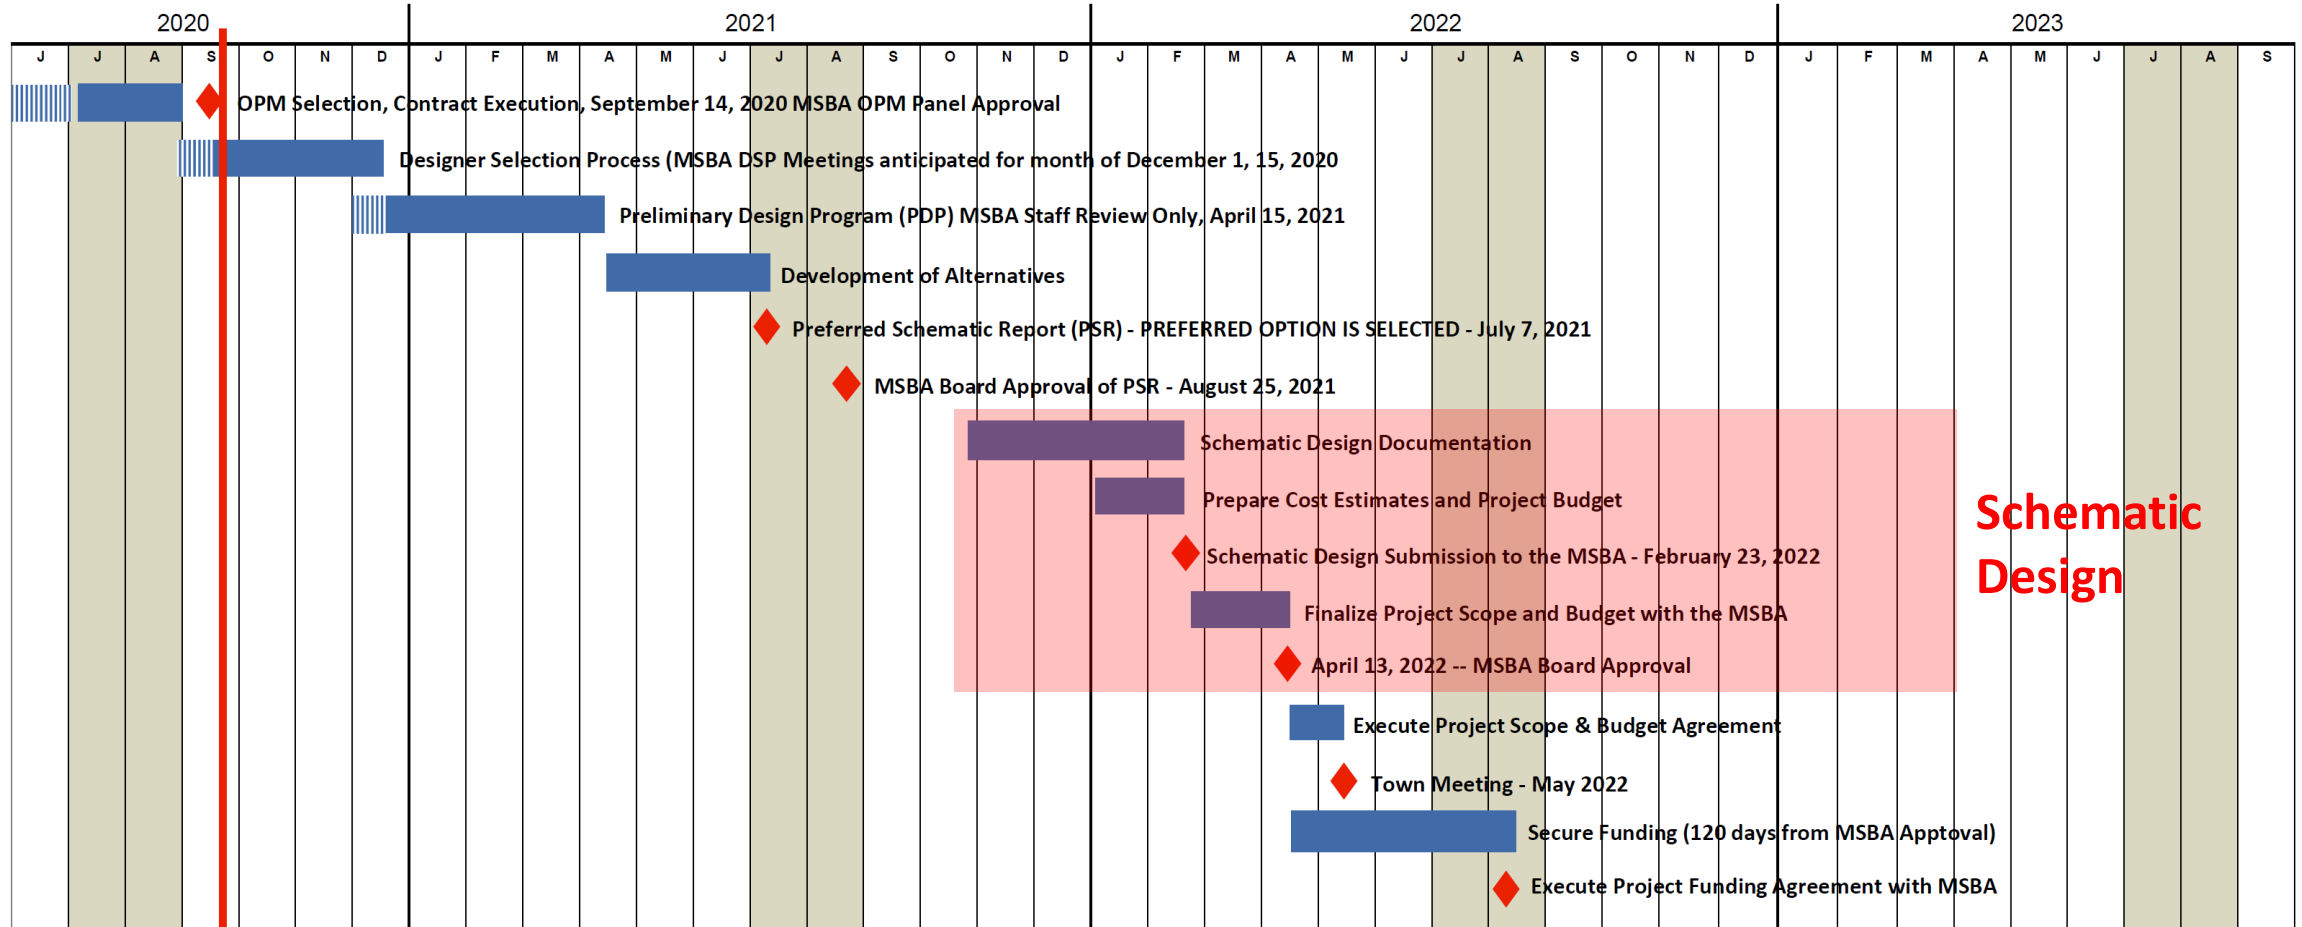 2020 2021 2022 2023
J J A S O N D J F M A M J J A S O N D J F M A M J J A S O N D J F M A M J J A S
OPM Selection, Contract Execution, September 14, 2020 MSBA OPM Panel Approval
Designer Selection Process (MSBA DSP Meetings anticipated for month of December 1, 15, 2020
Preliminary Design Program (PDP) MSBA Staff Review Only, April 15, 2021
Development of Alternatives
Preferred Schematic Report (PSR) - PREFERRED OPTION IS SELECTED - July 7, 2021
MSBA Board Approval of PSR - August 25, 2021
Schematic Design Documentation
Prepare Cost Estimates and Project Budget
Schematic Design Submission to the MSBA - February 23, 2022
Finalize Project Scope and Budget with the MSBA
April 13, 2022 -- MSBA Board Approval
Schematic
Design
Execute Project Scope & Budget Agreement
Town Meeting - May 2022
Secure Funding (120 days from MSBA Apptoval)
Execute Project Funding Agreement with MSBA